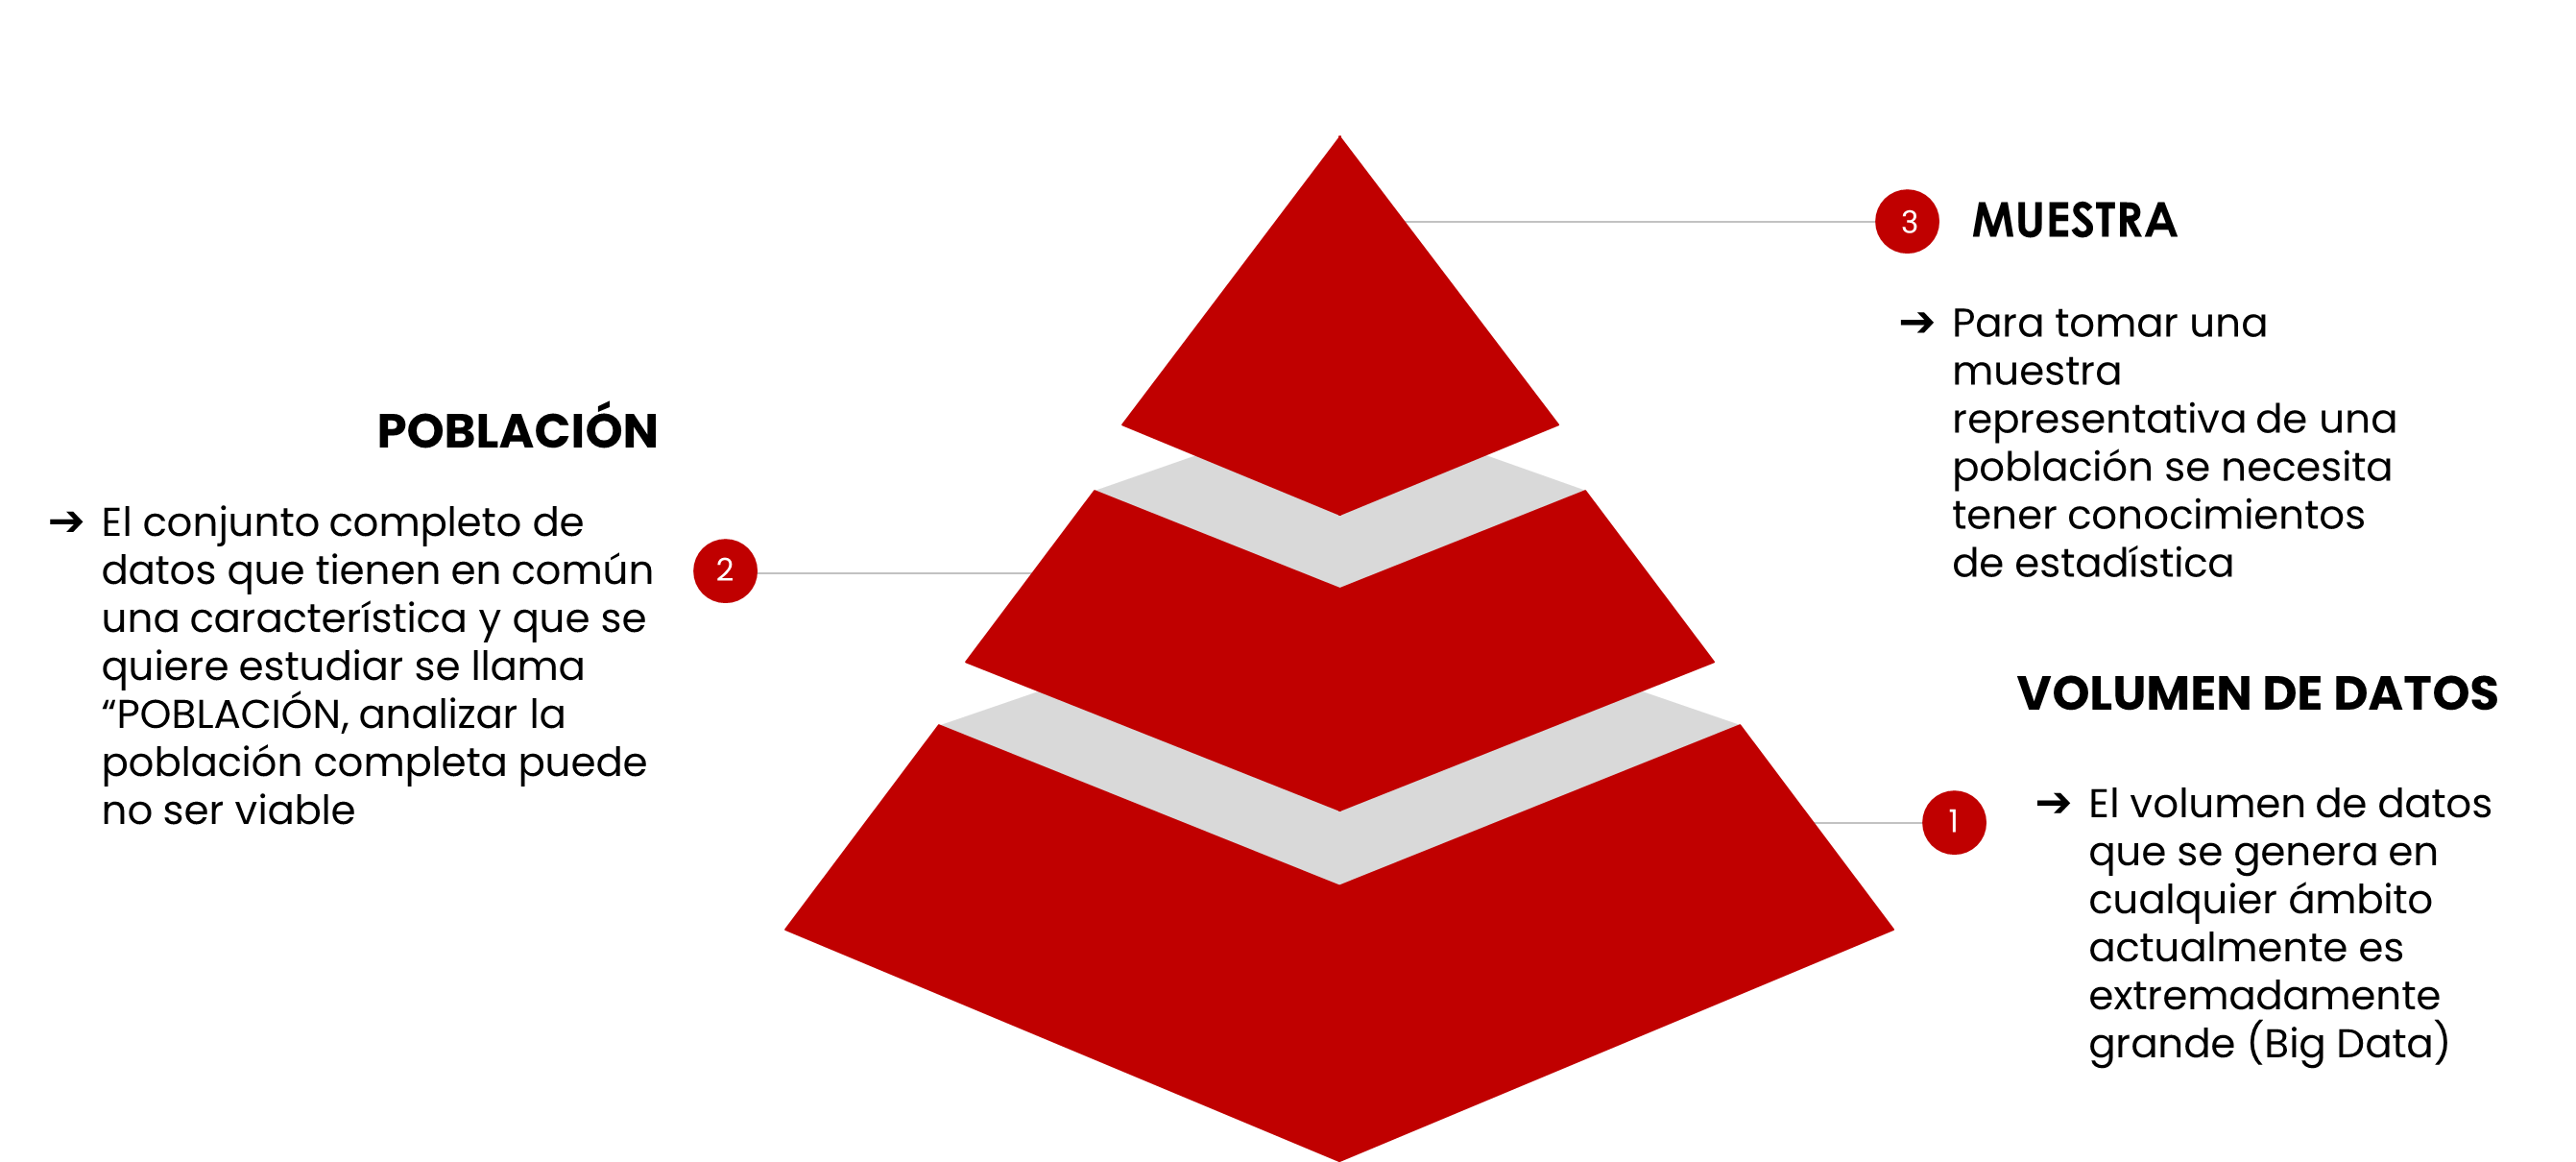 3
MUESTRA
➔ Para tomar una
muestra
representativa de una
población se necesita
tener conocimientos
de estadística
POBLACIÓN
➔ El conjunto completo de
datos que tienen en común
una característica y que se
quiere estudiar se llama
“POBLACIÓN, analizar la
población completa puede
no ser viable
2
VOLUMEN DE DATOS
1
➔ El volumen de datos
que se genera en
cualquier ámbito
actualmente es
extremadamente
grande (Big Data)